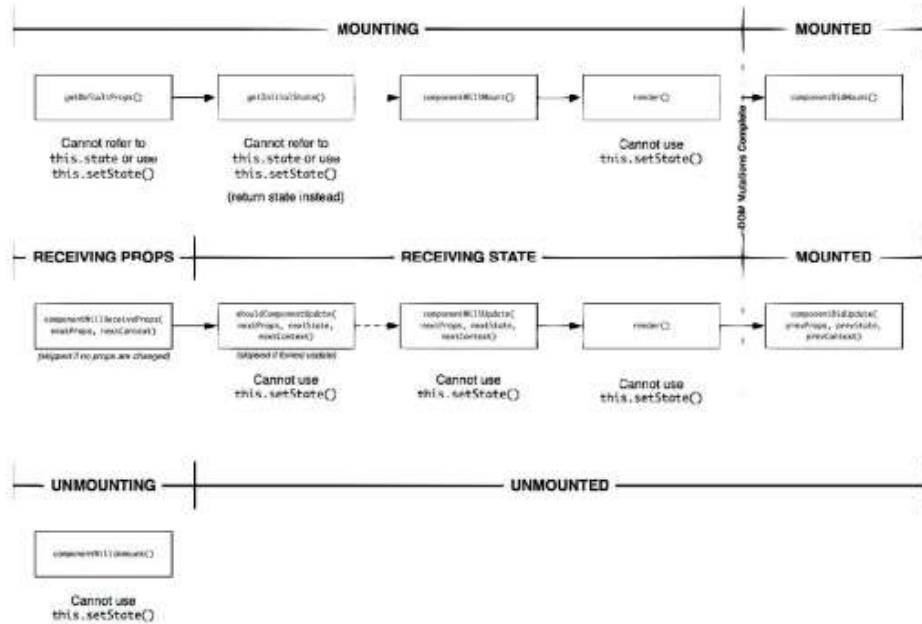 MOUNTING
MOUNTED
getDefaultProps()
getInitialState()
componentWillMount()
render()
componentDidMount()
Cannot refer to
this.state or use
this.setState()
Cannot refer to
this.state or use
this.setState()
(return state instead)
Cannot use
this.setState()
DOM Mutations Complete
RECEIVING PROPS
RECEIVING STATE
MOUNTED
componentWillReceiveProps(
nextProps, nextContext)
(skipped if no props are changed)
shouldComponentUpdate(
nextProps, nextState,
nextContext)
(skipped if forced update)
Cannot use
this.setState()
componentWillUpdate(
nextProps, nextState,
nextContext)
Cannot use
this.setState()
render()
Cannot use
this.setState()
componentDidUpdate(
prevProps, prevState,
prevContext)
UNMOUNTING
UNMOUNTED
componentWillUnmount()
Cannot use
this.setState()